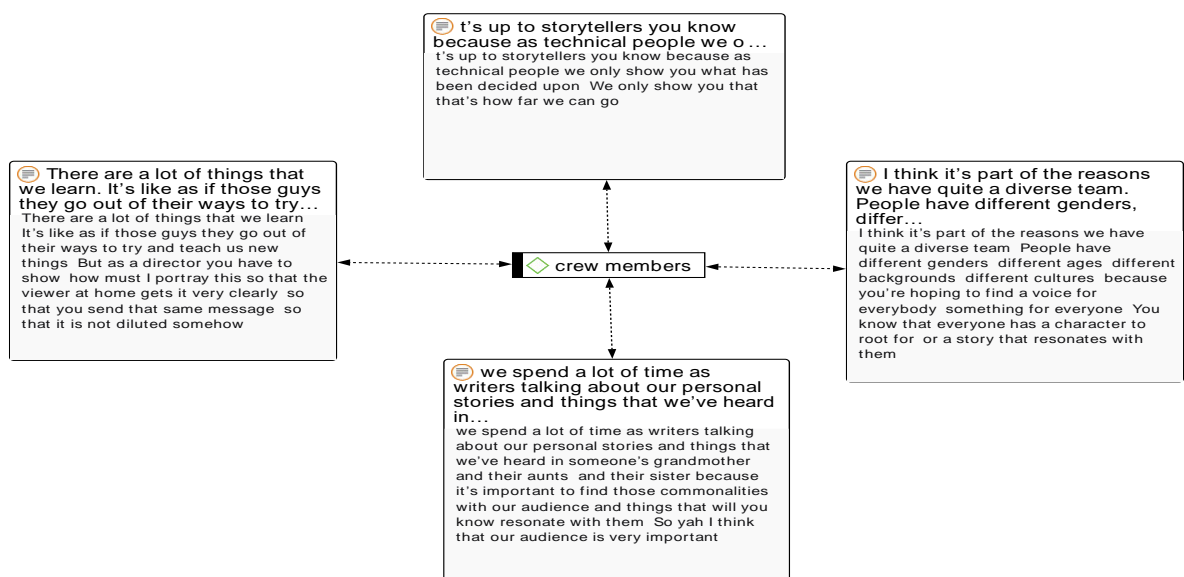 t's up to storytellers you know
because as technical people we o ...
t's up to storytellers you know because as
technical people we only show you what has
been decided upon We only show you that
that's how far we can go
There are a lot of things that
we learn. It's like as if those guys
they go out of their ways to try...
There are a lot of things that we learn
It's like as if those guys they go out of
their ways to try and teach us new
things But as a director you have to
show how must I portray this so that the
viewer at home gets it very clearly so
that you send that same message so
that it is not diluted somehow
crew members
I think it's part of the reasons
we have quite a diverse team.
People have different genders,
differ...
I think it's part of the reasons we have
quite a diverse team People have
different genders different ages different
backgrounds different cultures because
you're hoping to find a voice for
everybody something for everyone You
know that everyone has a character to
root for or a story that resonates with
them
we spend a lot of time as
writers talking about our personal
stories and things that we've heard
in...
we spend a lot of time as writers talking
about our personal stories and things that
we've heard in someone's grandmother
and their aunts and their sister because
it's important to find those commonalities
with our audience and things that will you
know resonate with them So yah I think
that our audience is very important